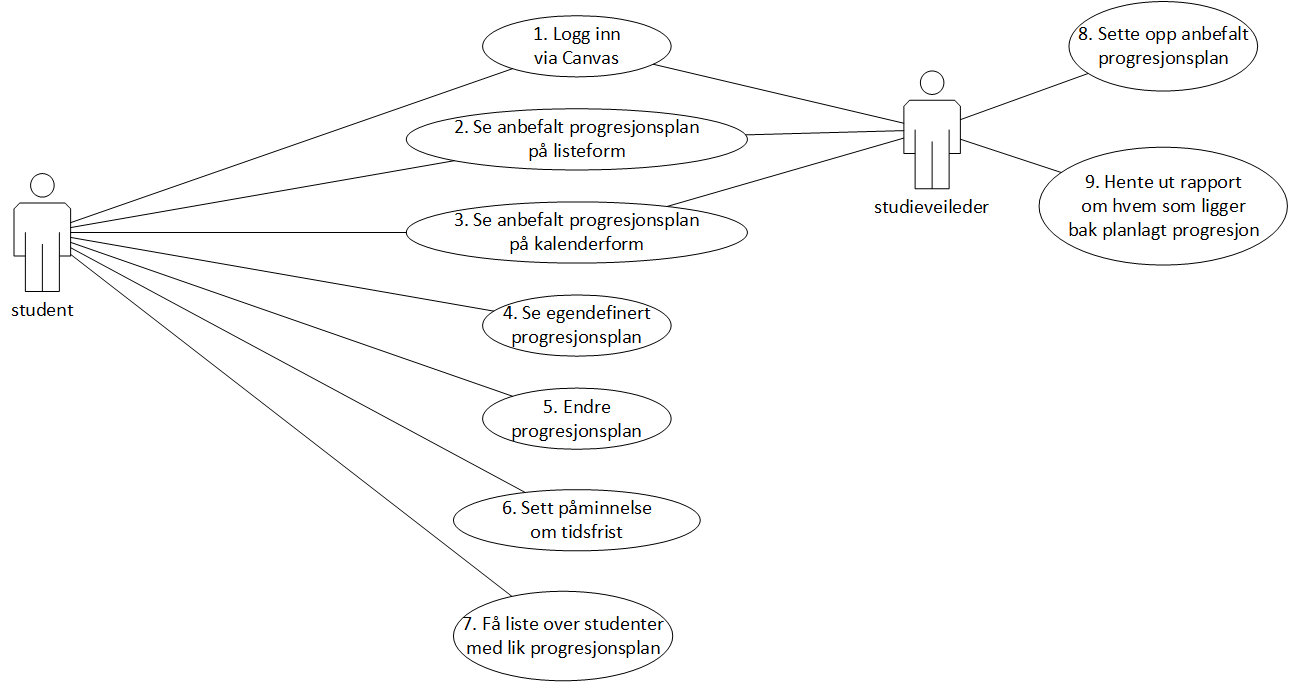 1. Logg inn
via Canvas
2. Se anbefalt progresjonsplan
på listeform
3. Se anbefalt progresjonsplan
på kalenderform
4. Se egendefinert
progresjonsplan
5. Endre
progresjonsplan
6. Sett påminnelse
om tidsfrist
7. Få liste over studenter
med lik progresjonsplan
8. Sette opp anbefalt
progresjonsplan
9. Hente ut rapport
om hvem som ligger
bak planlagt progresjon
student
studieveileder